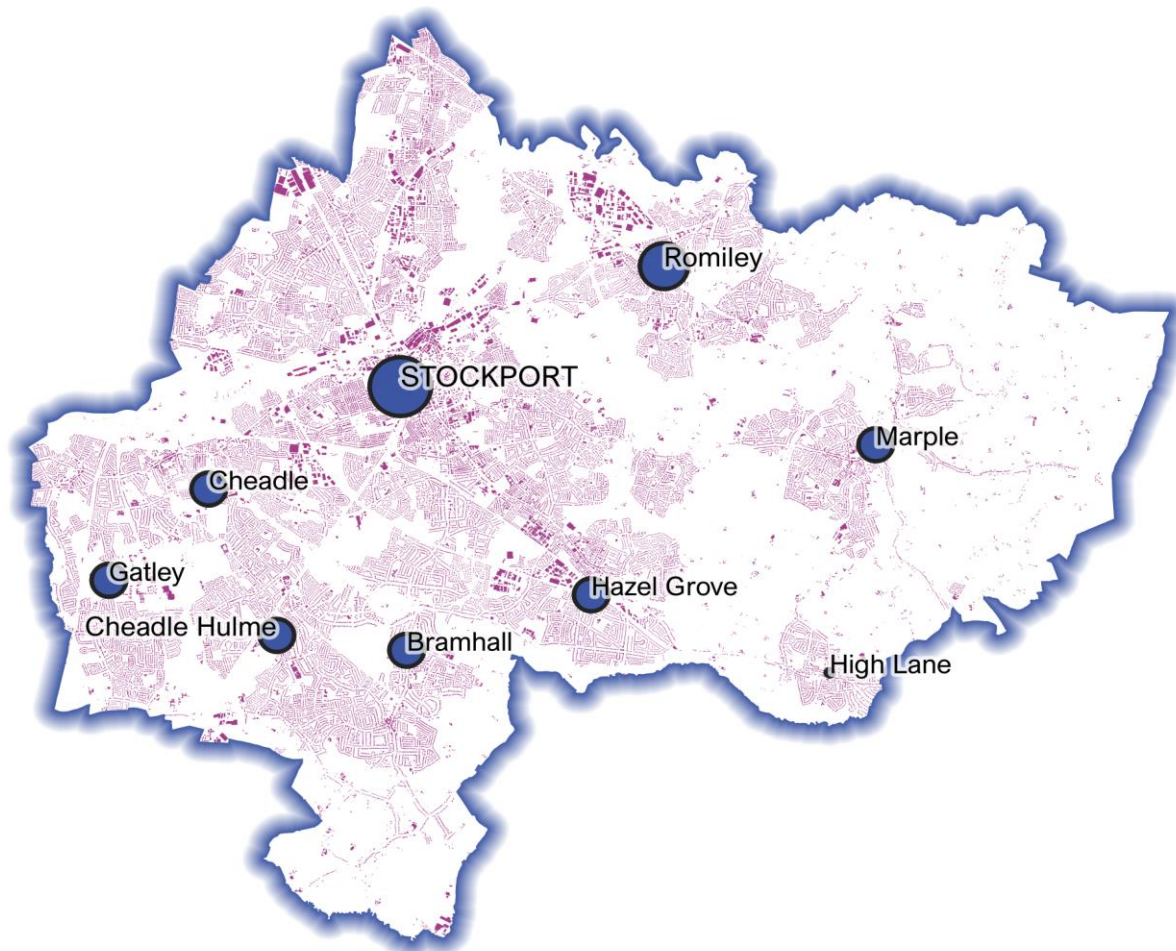 Romiley
STOCKPORT
Marple
Cheadle
Gatley
Hazel Grove
Cheadle Hulme
Bramhall
High Lane